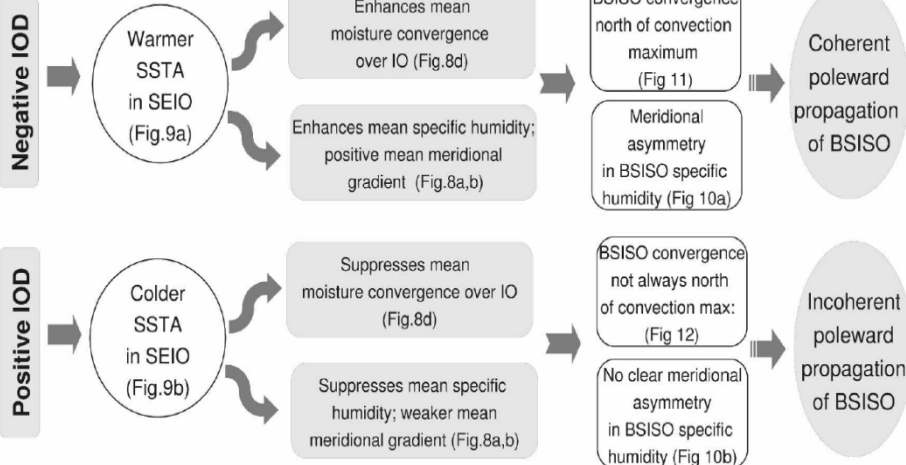 Negative IOD
Warmer
SSTA
in SEIO
(Fig.9a)
Enhances mean
moisture convergence
over IO (Fig.8d)
Enhances mean specific humidity;
positive mean meridional
gradient (Fig.8a,b)
BSISO convergence
north of convection
maximum
(Fig 11)
Meridional
asymmetry
in BSISO specific
humidity (Fig 10a)
Coherent
poleward
propagation
of BSISO
Positive IOD
Colder
SSTA
in SEIO
(Fig.9b)
Suppresses mean
moisture convergence over IO
(Fig.8d)
Suppresses mean specific
humidity; weaker mean
meridional gradient (Fig.8a,b)
BSISO convergence
not always north
of convection max:
(Fig 12)
No clear meridional
asymmetry
in BSISO specific
humidity (Fig 10b)
Incoherent
poleward
propagation
of BSISO